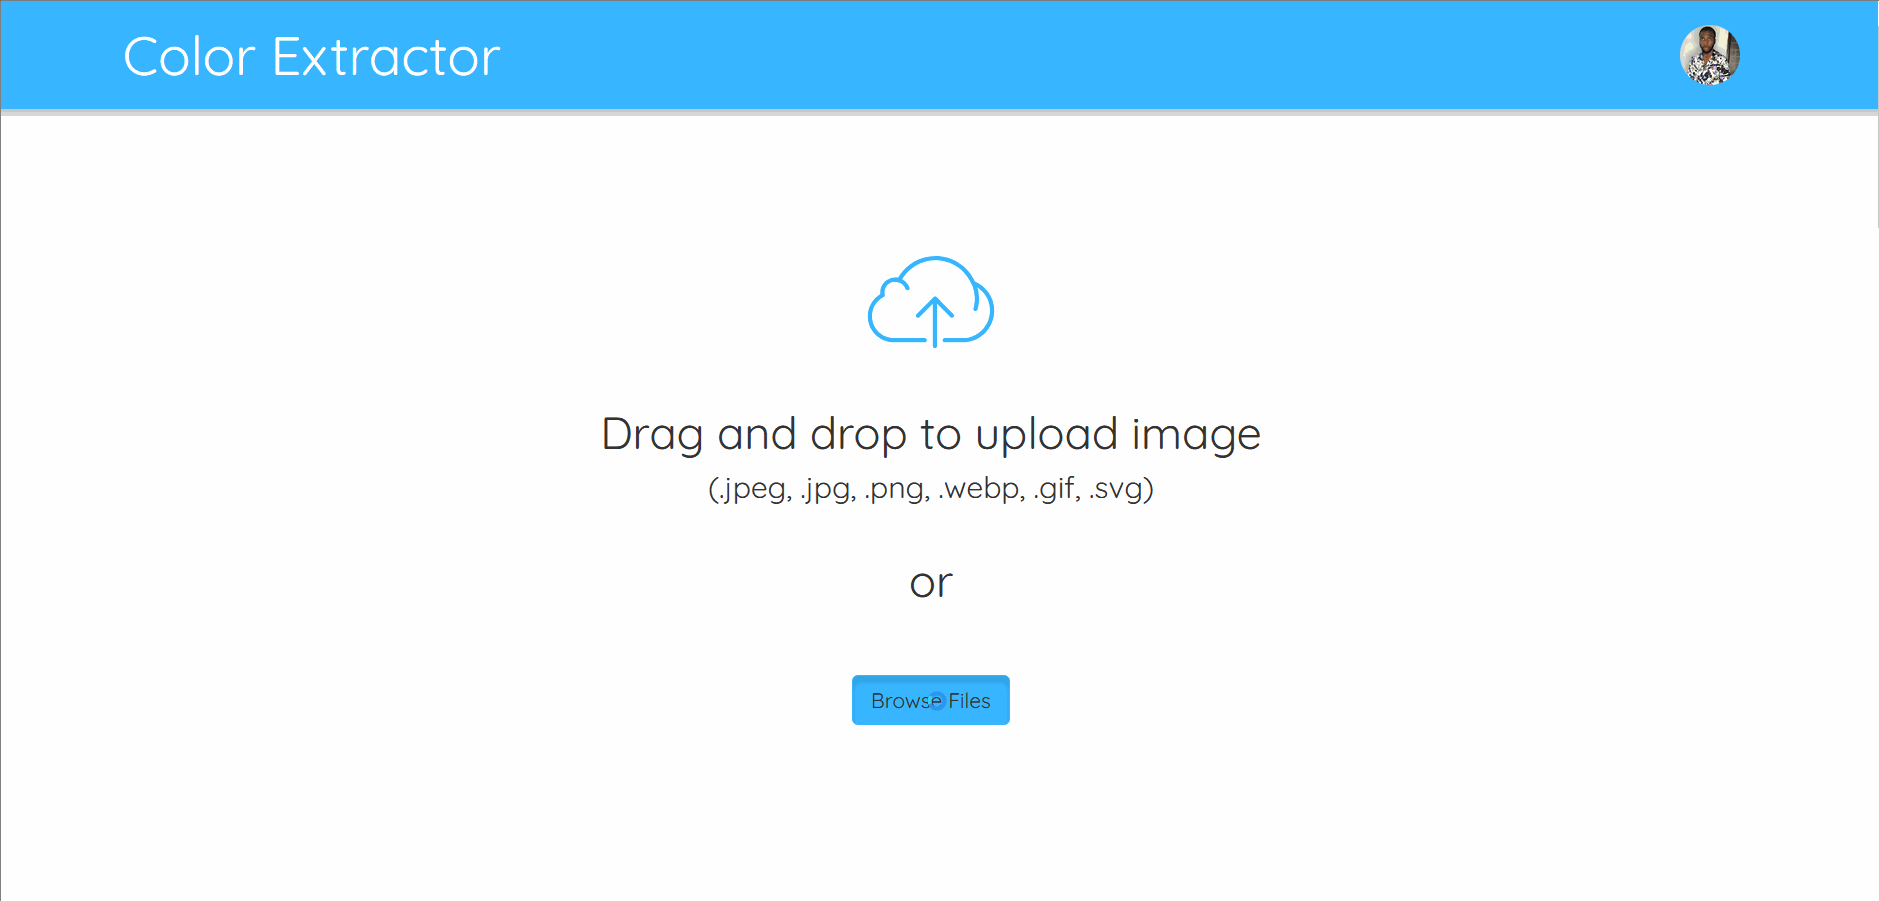 Color Extractor
Drag and drop to upload image
(.jpeg, .jpg, .png, .webp, .gif, .svg)
or
Browse Files